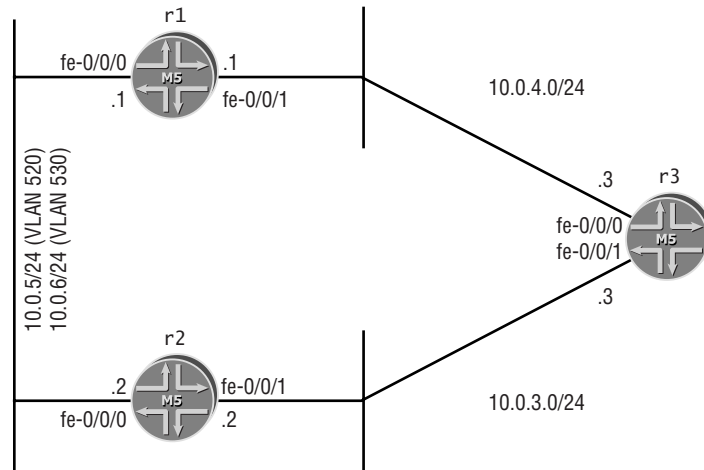 r1
fe-0/0/0
.1
M5
.1
fe-0/0/1
10.0.4.0/24
10.0.5/24 (VLAN 520)
10.0.6/24 (VLAN 530)
.3
r3
fe-0/0/0
fe-0/0/1
M5
.3
r2
.2
fe-0/0/1
M5
fe-0/0/0
.2
10.0.3.0/24